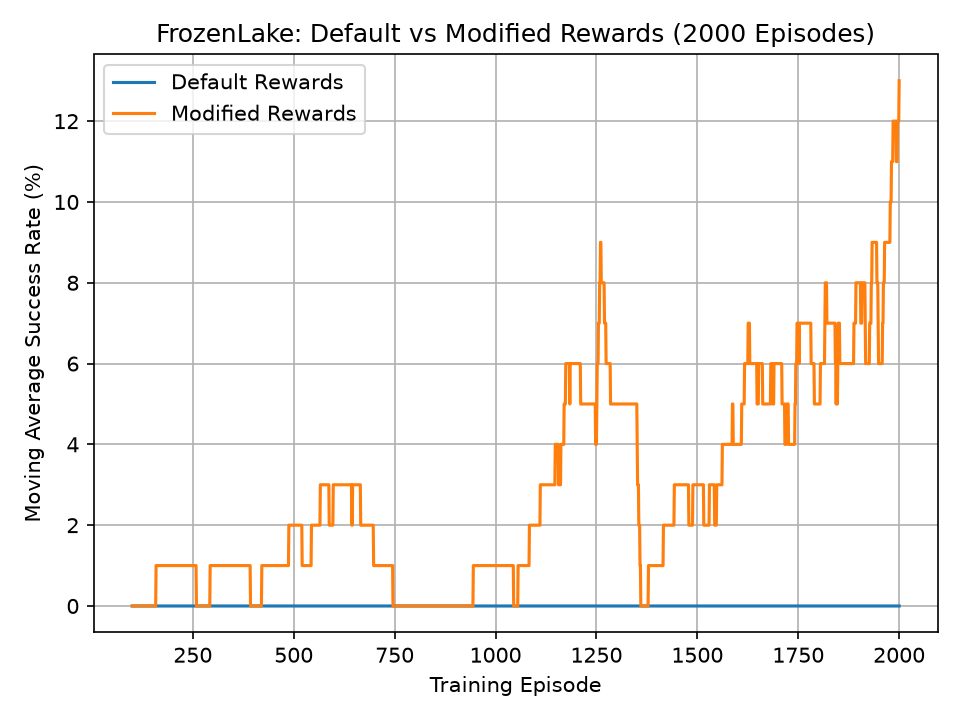 FrozenLake: Default vs Modified Rewards (2000 Episodes)
Default Rewards
Modified Rewards
12
10
8
6
4
2
0
Moving Average Success Rate (%)
250 500 750 1000 1250 1500 1750 2000
Training Episode